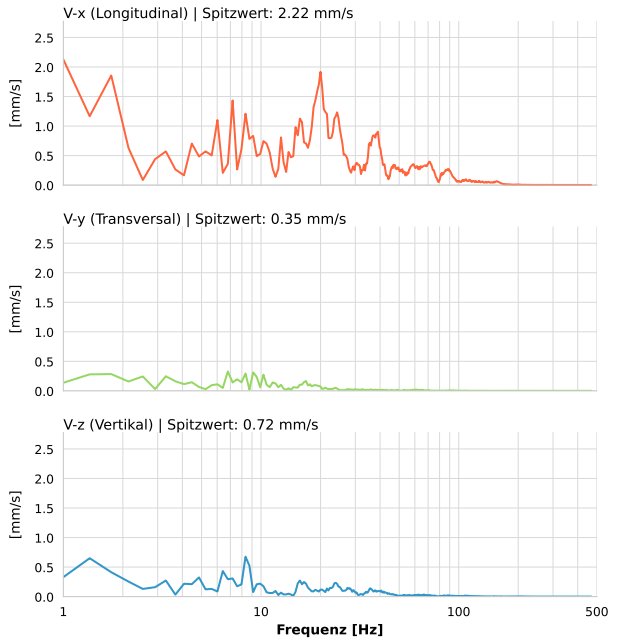 V-x (Longitudinal) | Spitzwert: 2.22 mm/s
2.5
2.0
1.5
1.0
0.5
0.0
[mm/s]
V-y (Transversal) | Spitzwert: 0.35 mm/s
2.5
2.0
1.5
1.0
0.5
0.0
[mm/s]
V-z (Vertikal) | Spitzwert: 0.72 mm/s
2.5
2.0
1.5
1.0
0.5
0.0
[mm/s]
1 10 100 500
Frequenz [Hz]